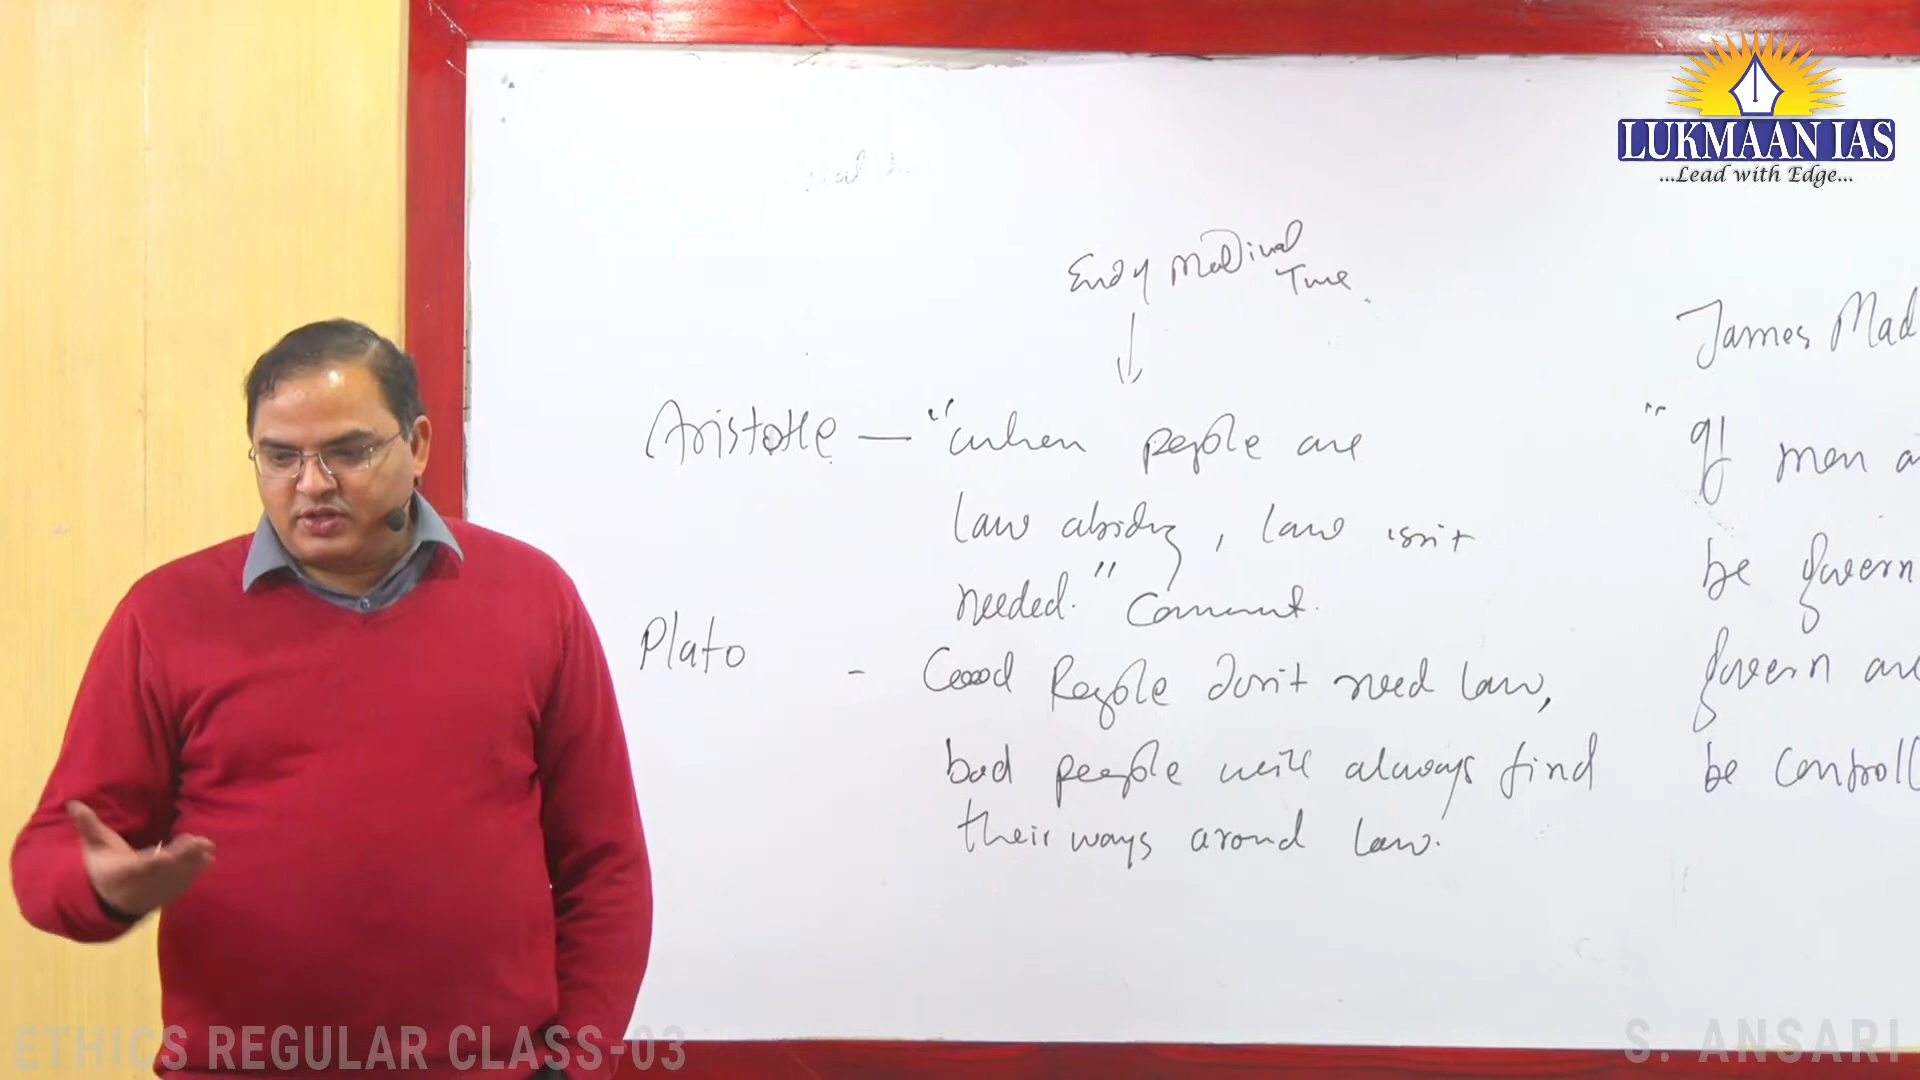 LUKMAAN IAS
...Lead with Edge...
End of Medival
Time
Aristotle — "when people are
law abiding, law isn't
needed." Comment.
Plato - Good People don't need law,
bad people will always find
their ways around law.
James Mad
"If men a
be govern
govern are
be controll
ETHICS REGULAR CLASS-03
S. ANSARI